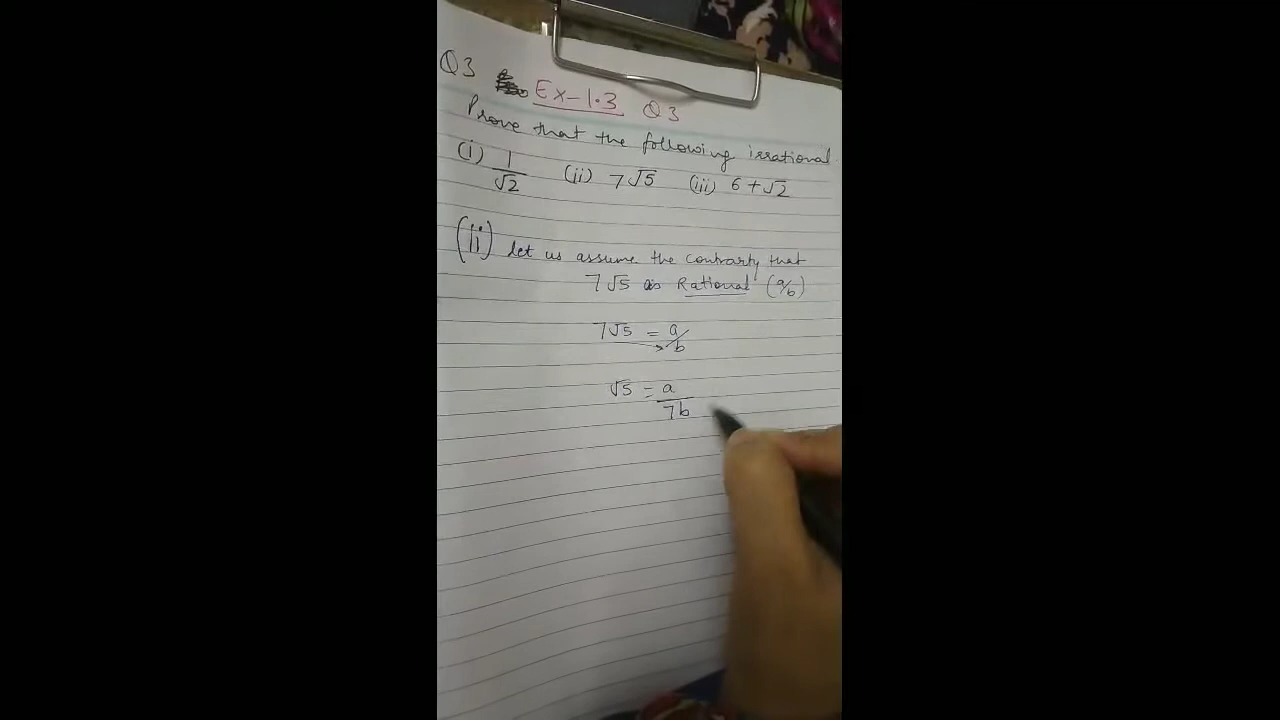 Q3 Ex-1.3 Q3
Prove that the following irrational
(i) 1/√2 (ii) 7√5 (iii) 6+√2
(ii) let us assume the contrarty that
7√5 as Rational (a/b)
7√5 = a/b
√5 = a/7b